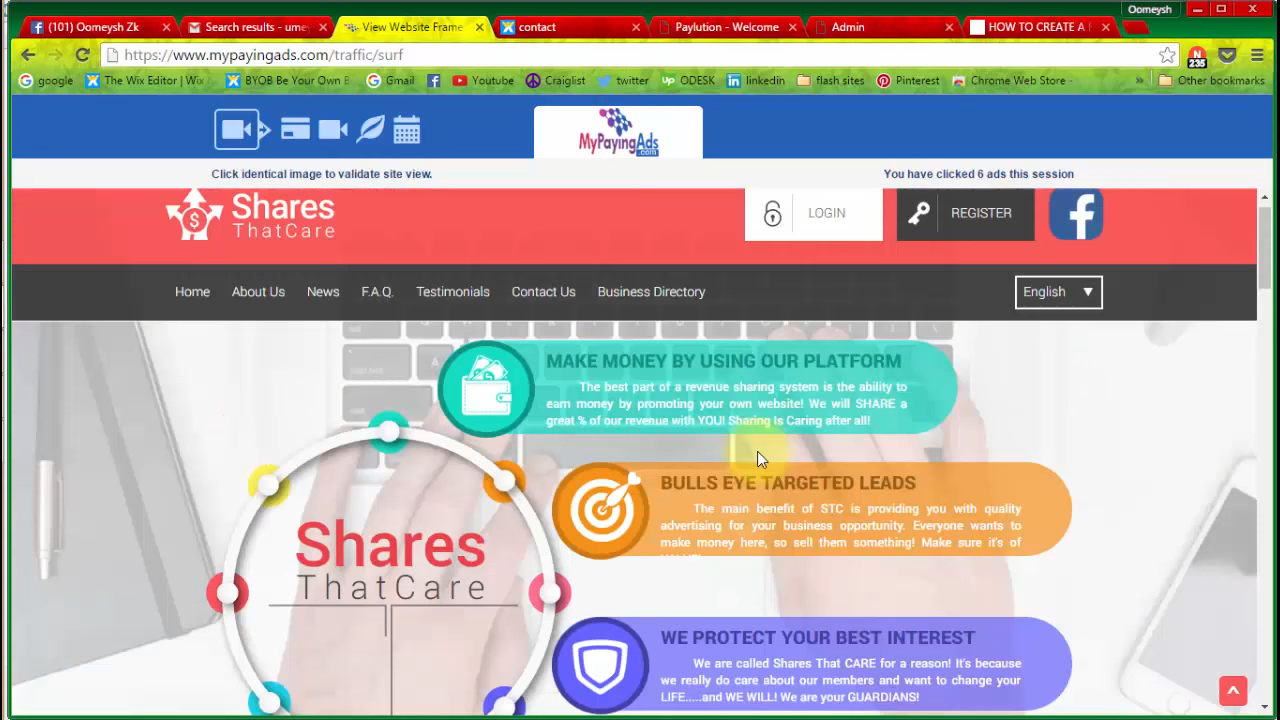 Oomeysh
(101) Oomeysh Zk
Search results - ume
View Website Frame
contact
Paylution - Welcome
Admin
HOW TO CREATE A
https://www.mypayingads.com/traffic/surf
N
235
google
The Wix Editor | Wix
BYOB Be Your Own B
Gmail
Youtube
Craiglist
twitter
ODESK
linkedin
flash sites
Pinterest
Chrome Web Store -
»
Other bookmarks
MyPayingAds
.com
Click identical image to validate site view.
You have clicked 6 ads this session
Shares
ThatCare
LOGIN
REGISTER
Home
About Us
News
F.A.Q.
Testimonials
Contact Us
Business Directory
English
MAKE MONEY BY USING OUR PLATFORM
The best part of a revenue sharing system is the ability to
earn money by promoting your own website! We will SHARE a
great % of our revenue with YOU! Sharing Is Caring after all!
BULLS EYE TARGETED LEADS
The main benefit of STC is providing you with quality
advertising for your business opportunity. Everyone wants to
make money here, so sell them something! Make sure it's of
Shares
ThatCare
WE PROTECT YOUR BEST INTEREST
We are called Shares That CARE for a reason! It's because
we really do care about our members and want to change your
LIFE.....and WE WILL! We are your GUARDIANS!